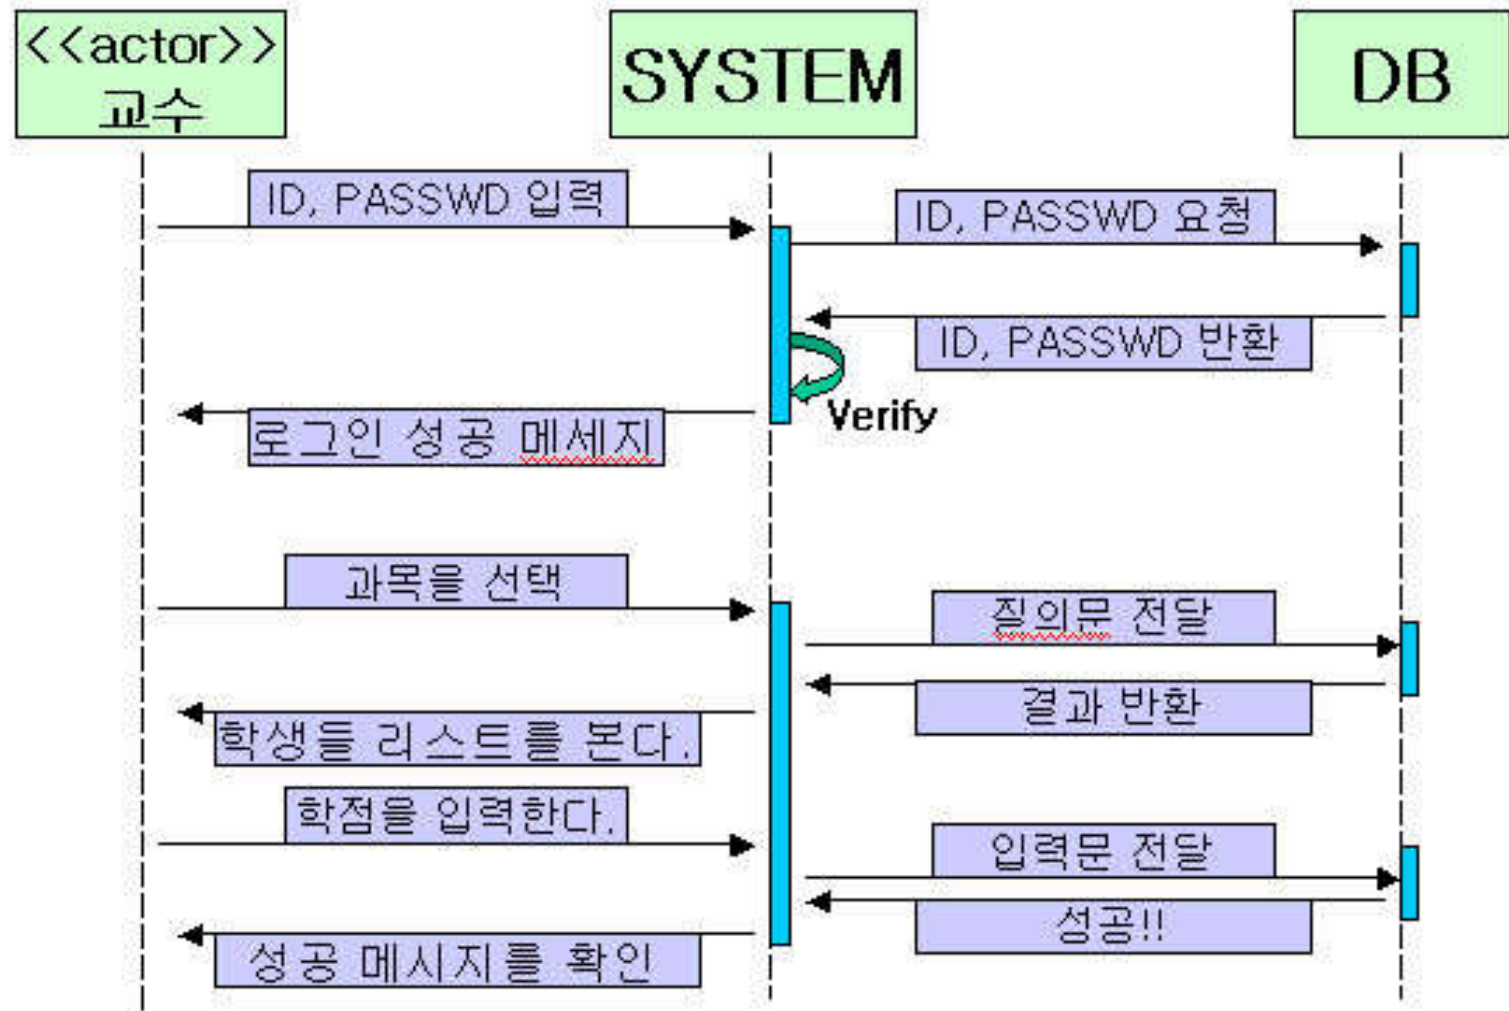 <<actor>>
교수
SYSTEM
DB
ID, PASSWD 입력
ID, PASSWD 요청
ID, PASSWD 반환
Verify
로그인 성공 메세지
과목을 선택
질의문 전달
결과 반환
학생들 리스트를 본다.
학점을 입력한다.
입력문 전달
성공!!
성공 메시지를 확인